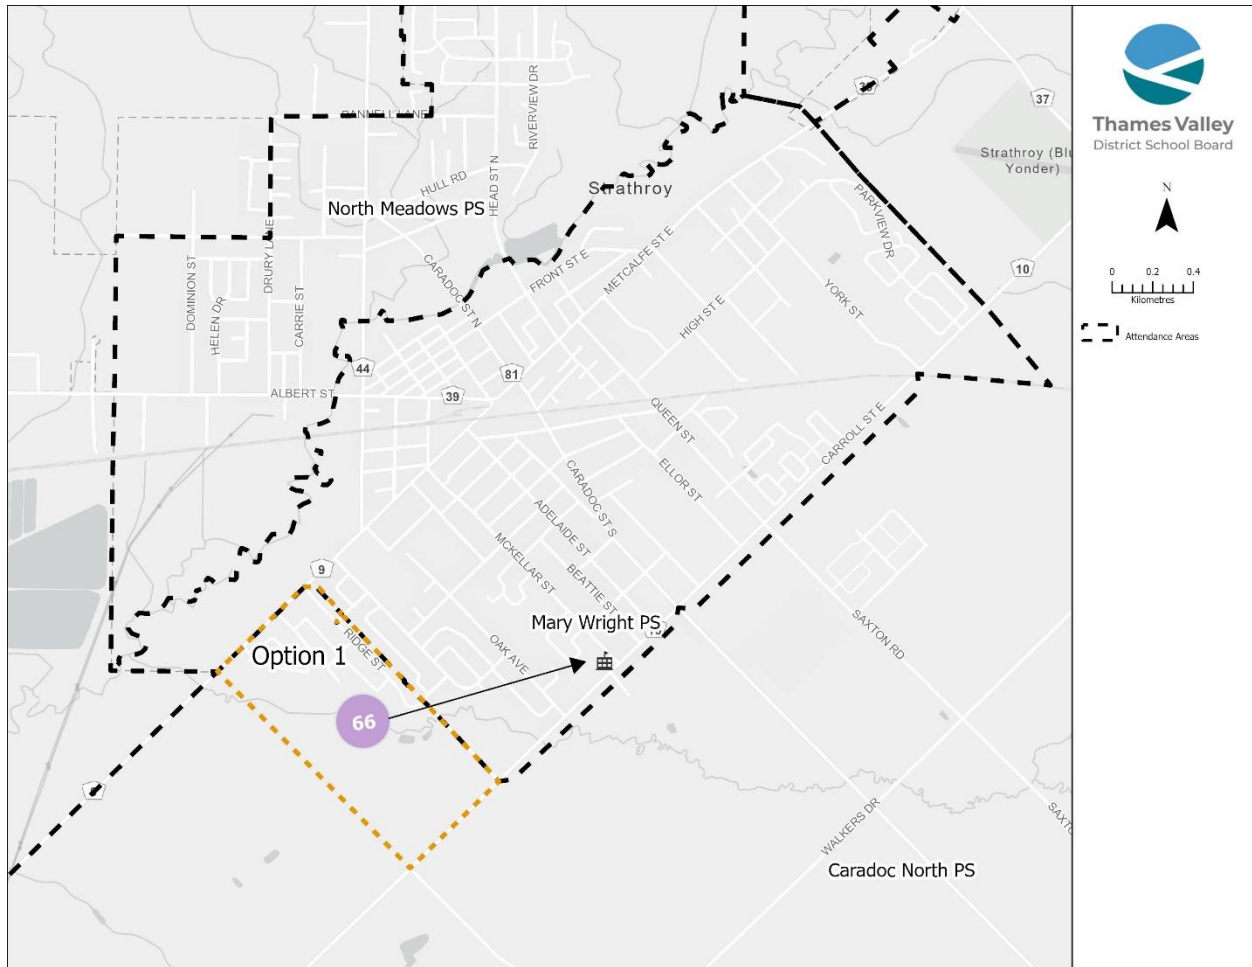 CANNELL LANE
RIVERVIEW DR
HEAD ST N
HULL RD
Strathroy
North Meadows PS
37
Strathroy (Blu
Yonder)
PARKVIEW DR
10
DOMINION ST
HELEN DR
DRURY LANE
CARRIE ST
CARADOC ST N
FRONT ST E
METCALFE ST E
HIGH ST E
YORK ST
44
81
39
ALBERT ST
QUEEN ST
ELLOR ST
CARROLL ST E
CARADOC ST S
ADELAIDE ST
MCKELLAR ST
BEATTIE ST
9
Mary Wright PS
OAK AVE
RIDGE ST
Option 1
66
SAXTON RD
WALKERS DR
SAXTO
Caradoc North PS
Thames Valley
District School Board
N
0 0.2 0.4
Kilometres
Attendance Areas